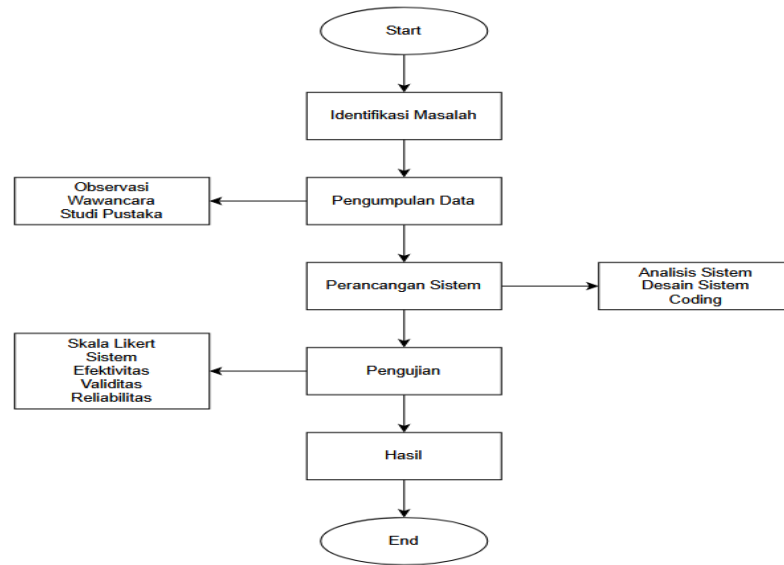 Start
Identifikasi Masalah
Observasi
Wawancara
Studi Pustaka
Pengumpulan Data
Perancangan Sistem
Analisis Sistem
Desain Sistem
Coding
Skala Likert
Sistem
Efektivitas
Validitas
Reliabilitas
Pengujian
Hasil
End